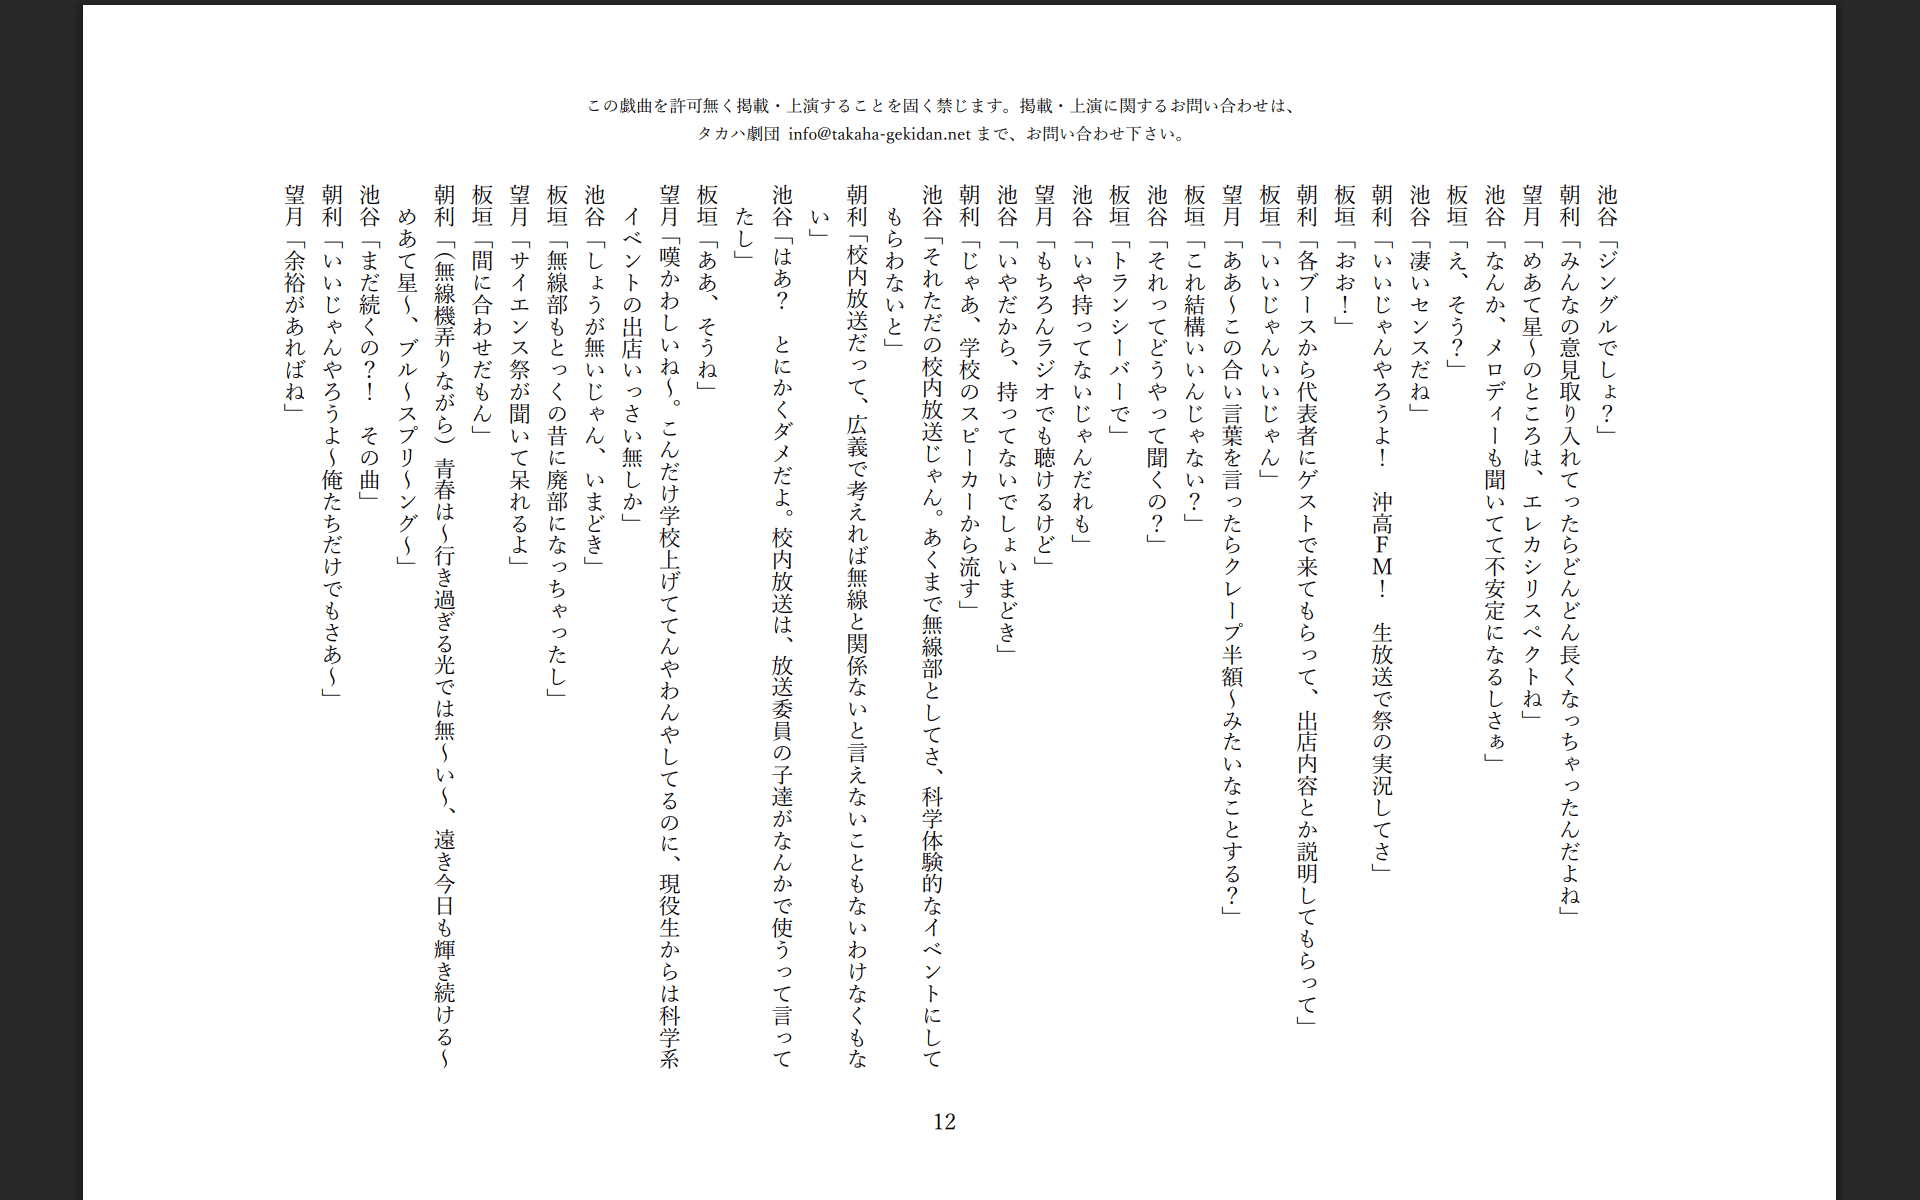 この戯曲を許可無く掲載・上演することを固く禁じます。掲載・上演に関するお問い合わせは、
タカハ劇団 info@takaha-gekidan.net まで、お問い合わせ下さい。
池谷「ジングルでしょ？」
朝利「みんなの意見取り入れてったらどんどん長くなっちゃったんだよね」
望月「めあて星～のところは、エレカシリスペクトね」
池谷「なんか、メロディーも聞いてて不安定になるしさぁ」
板垣「え、そう？」
池谷「凄いセンスだね」
朝利「いいじゃんやろうよ！　沖高ＦＭ！　生放送で祭の実況してさ」
板垣「おお！」
朝利「各ブースから代表者にゲストで来てもらって、出店内容とか説明してもらって」
板垣「いいじゃんいいじゃん」
望月「ああ～この合い言葉を言ったらクレープ半額～みたいなことする？」
板垣「これ結構いいんじゃない？」
池谷「それってどうやって聞くの？」
板垣「トランシーバーで」
池谷「いや持ってないじゃんだれも」
望月「もちろんラジオでも聴けるけど」
池谷「いやだから、持ってないでしょいまどき」
朝利「じゃあ、学校のスピーカーから流す」
池谷「それただの校内放送じゃん。あくまで無線部としてさ、科学体験的なイベントにして
もらわないと」
朝利「校内放送だって、広義で考えれば無線と関係ないと言えないこともないわけなくもな
い」
池谷「はあ？　とにかくダメだよ。校内放送は、放送委員の子達がなんかで使うって言って
たし」
板垣「ああ、そうね」
望月「嘆かわしいね～。こんだけ学校上げててんやわんやしてるのに、現役生からは科学系
イベントの出店いっさい無しか」
池谷「しょうが無いじゃん、いまどき」
板垣「無線部もとっくの昔に廃部になっちゃったし」
望月「サイエンス祭が聞いて呆れるよ」
板垣「間に合わせだもん」
朝利「（無線機弄りながら）青春は～行き過ぎる光では無～い～、遠き今日も輝き続ける～
めあて星～、ブル～スプリ～ング～」
池谷「まだ続くの？！　その曲」
朝利「いいじゃんやろうよ～俺たちだけでもさあ～」
望月「余裕があればね」
12